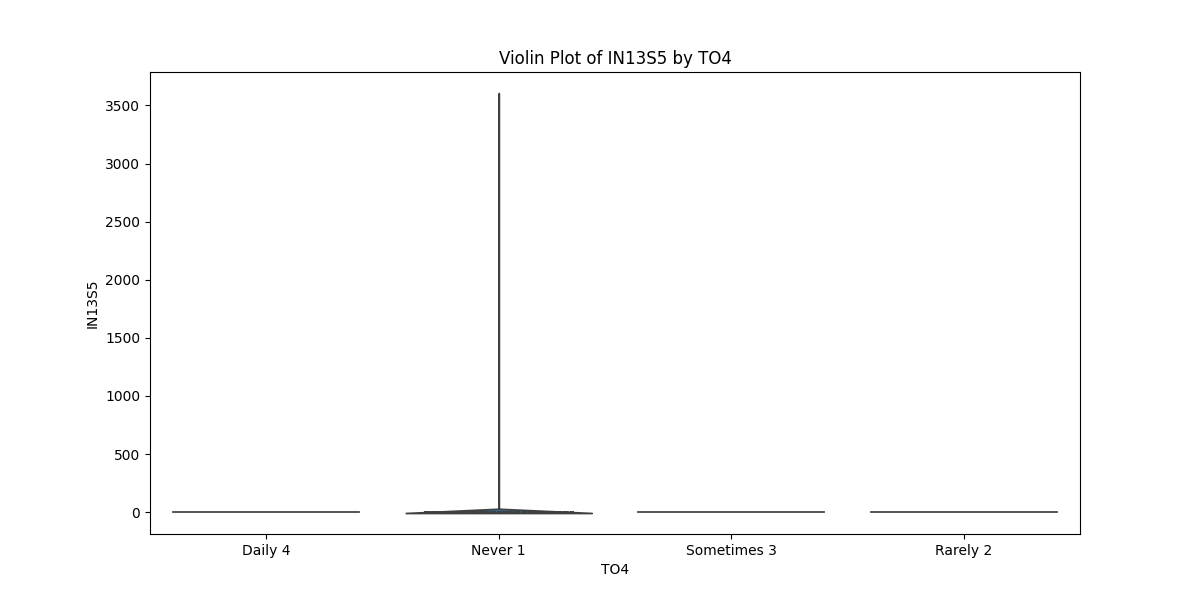 Violin Plot of IN13S5 by TO4
3500
3000
2500
2000
1500
1000
500
0
IN13S5
Daily 4
Never 1
Sometimes 3
Rarely 2
TO4